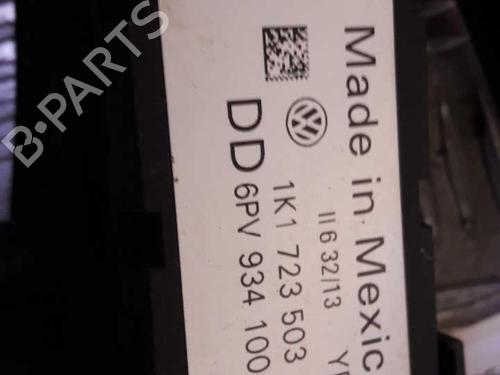 B-PARTS
Made in Mexic
II 6 32/13
1K1 723 503
DD 6PV 934 100